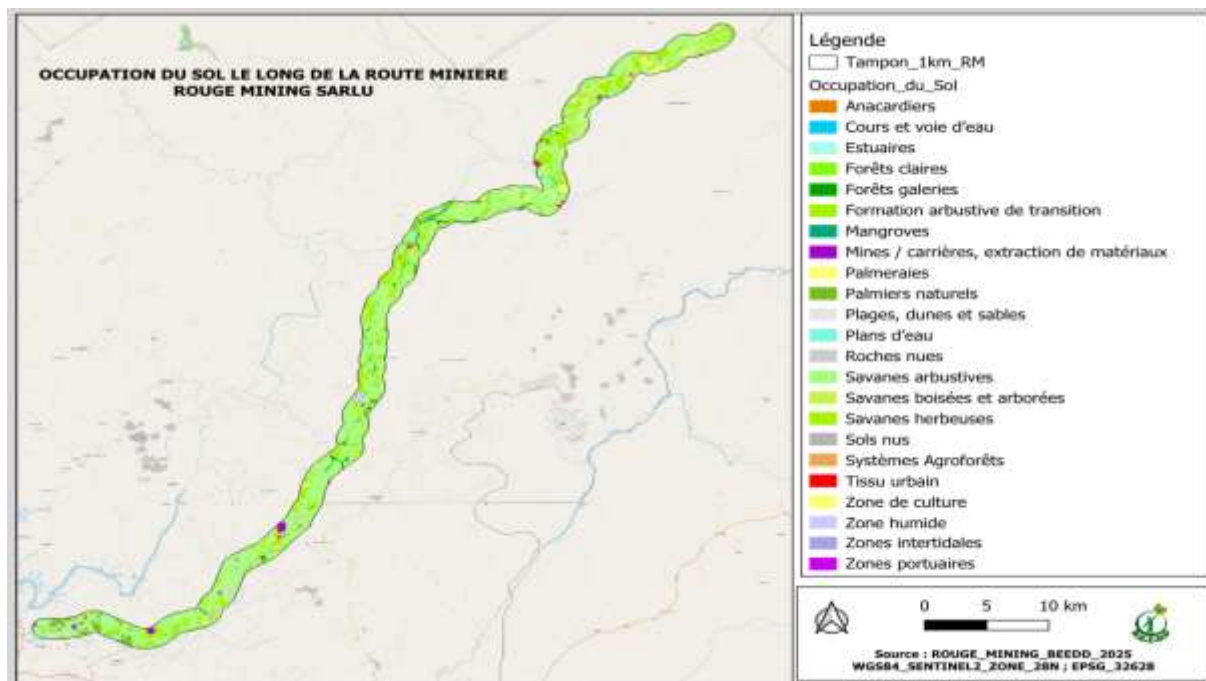 OCCUPATION DU SOL LE LONG DE LA ROUTE MINIERE
ROUGE MINING SARLU
Légende
Tampon_1km_RM
Occupation_du_Sol
Anacardiers
Cours et voie d'eau
Estuaires
Forêts claires
Forêts galeries
Formation arbustive de transition
Mangroves
Mines / carrières, extraction de matériaux
Palmeraies
Palmiers naturels
Plages, dunes et sables
Plans d'eau
Roches nues
Savanes arbustives
Savanes boisées et arborées
Savanes herbeuses
Sols nus
Systèmes Agroforêts
Tissu urbain
Zone de culture
Zone humide
Zones intertidales
Zones portuaires
0 5 10 km
Source : ROUGE_MINING_BEEDD_2025
WGS84_SENTINEL2_ZONE_28N ; EPSG_32628